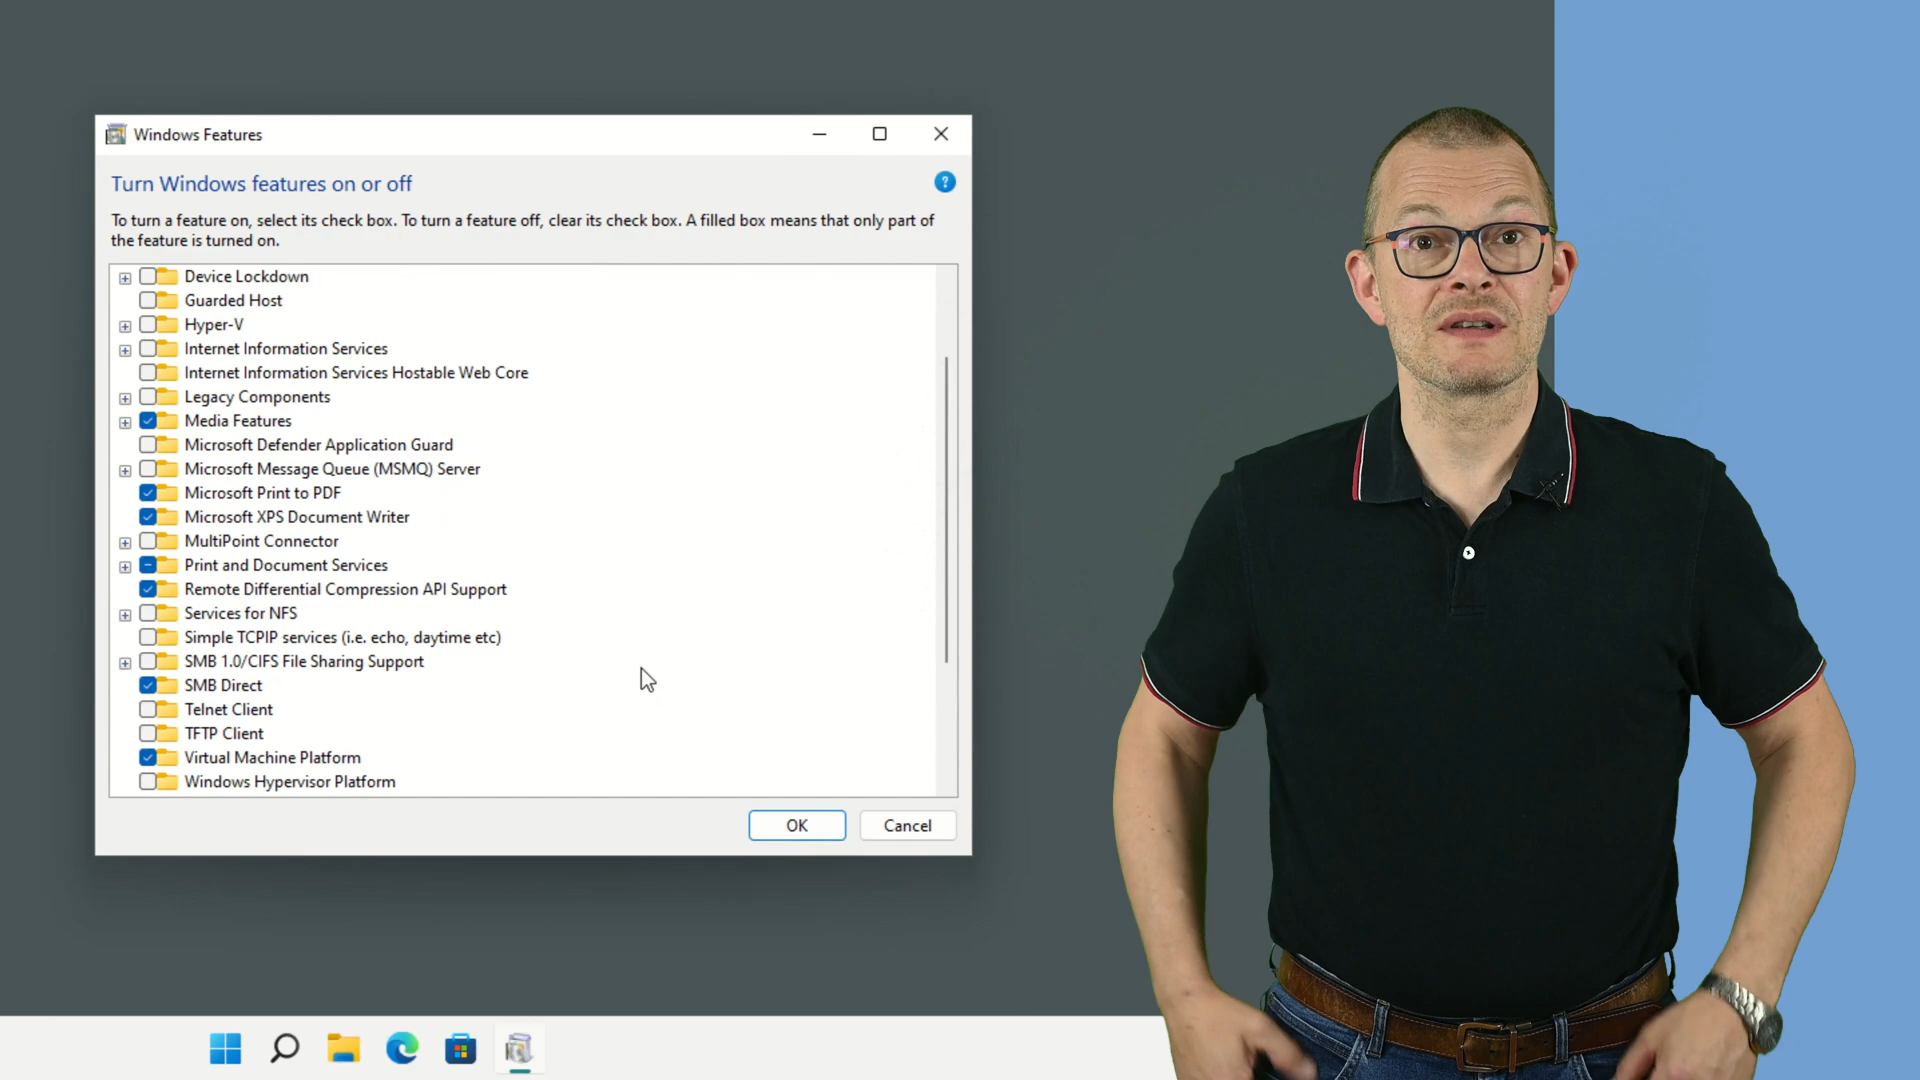 Windows Features
Turn Windows features on or off
?
To turn a feature on, select its check box. To turn a feature off, clear its check box. A filled box means that only part of
the feature is turned on.
Device Lockdown
Guarded Host
Hyper-V
Internet Information Services
Internet Information Services Hostable Web Core
Legacy Components
Media Features
Microsoft Defender Application Guard
Microsoft Message Queue (MSMQ) Server
Microsoft Print to PDF
Microsoft XPS Document Writer
MultiPoint Connector
Print and Document Services
Remote Differential Compression API Support
Services for NFS
Simple TCPIP services (i.e. echo, daytime etc)
SMB 1.0/CIFS File Sharing Support
SMB Direct
Telnet Client
TFTP Client
Virtual Machine Platform
Windows Hypervisor Platform
OK
Cancel